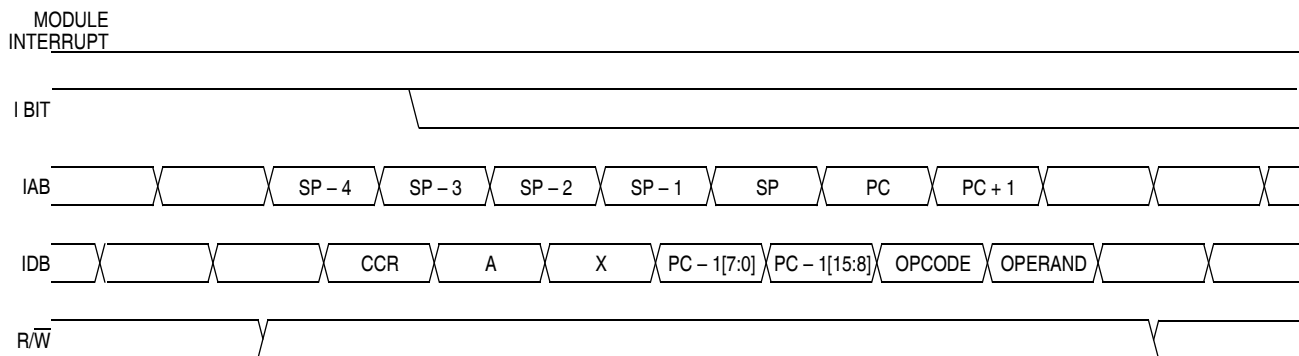 MODULE
INTERRUPT
I BIT
IAB SP – 4 SP – 3 SP – 2 SP – 1 SP PC PC + 1
IDB CCR A X PC – 1[7:0] PC – 1[15:8] OPCODE OPERAND
R/W̅